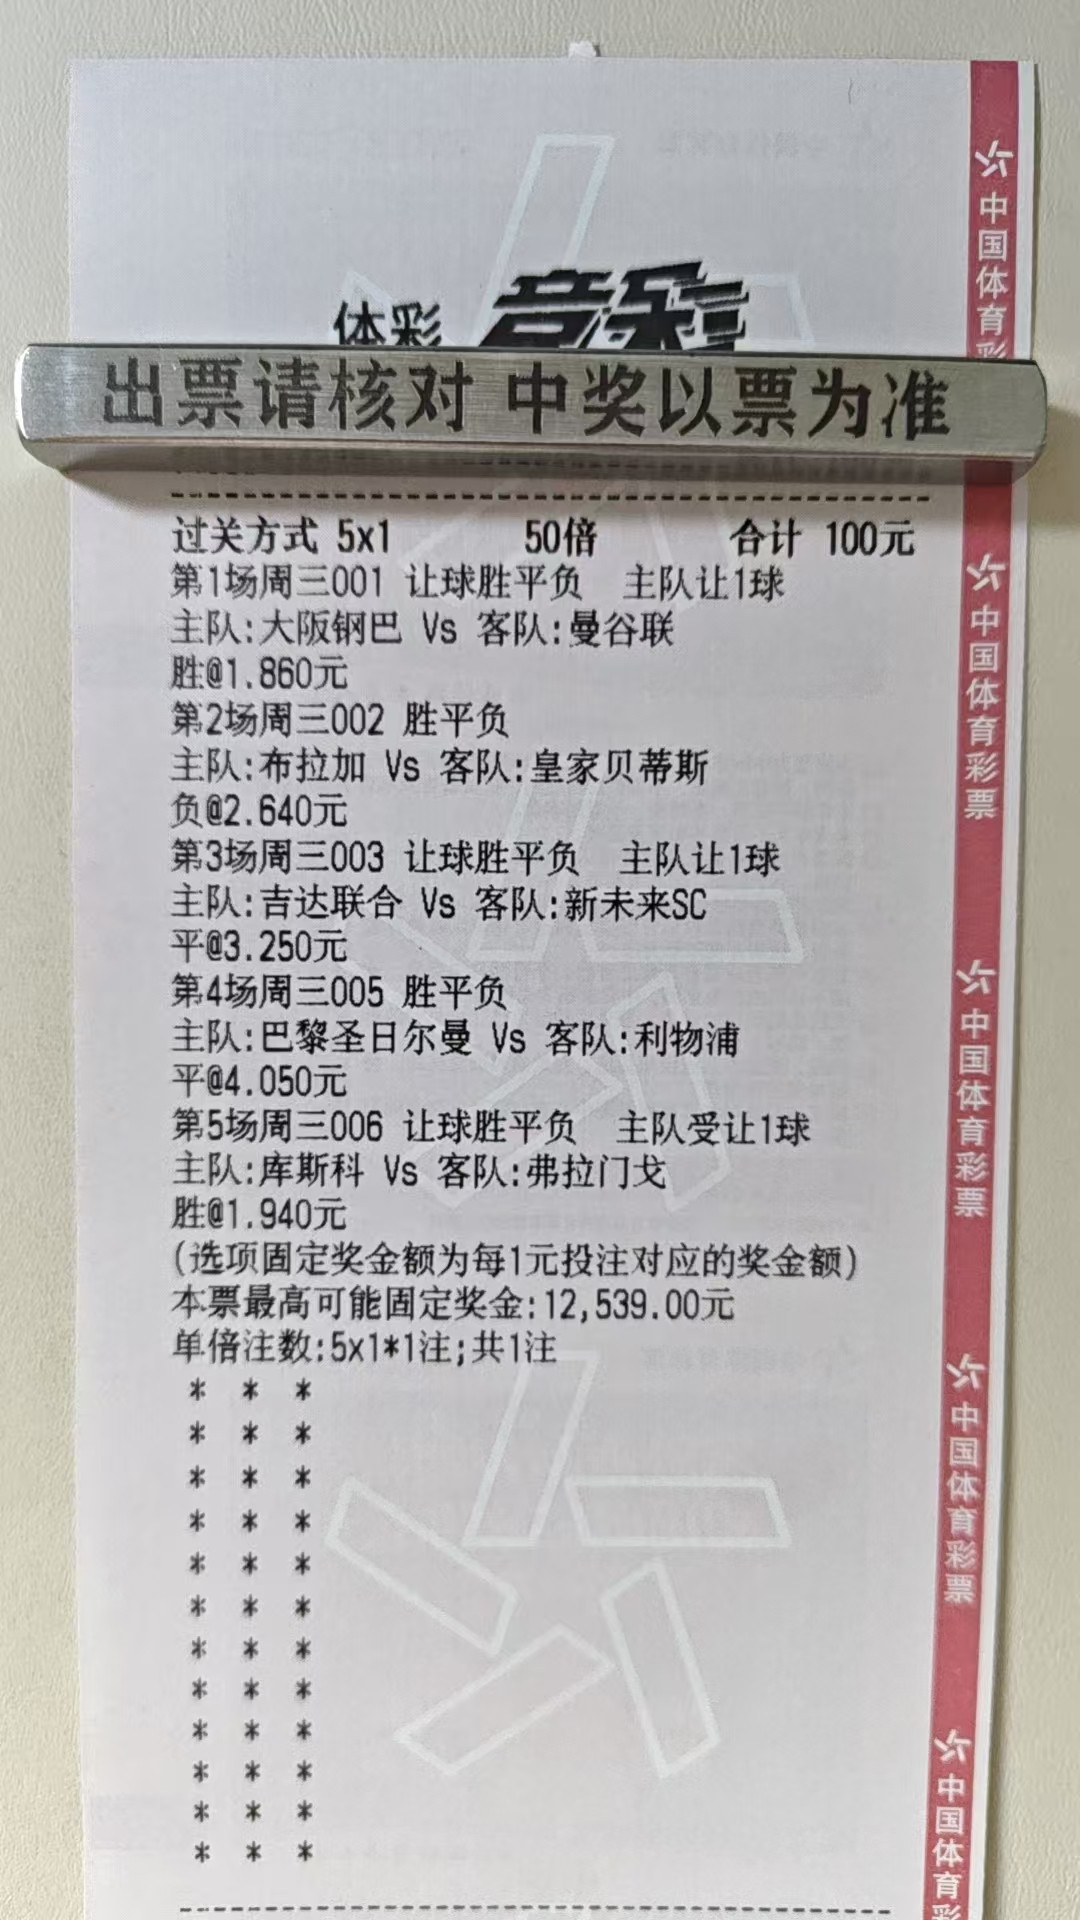 体彩 竞彩
出票请核对 中奖以票为准
过关方式 5x1 50倍 合计 100元
第1场周三001 让球胜平负 主队让1球
主队:大阪钢巴 Vs 客队:曼谷联
胜@1.860元
第2场周三002 胜平负
主队:布拉加 Vs 客队:皇家贝蒂斯
负@2.640元
第3场周三003 让球胜平负 主队让1球
主队:吉达联合 Vs 客队:新未来SC
平@3.250元
第4场周三005 胜平负
主队:巴黎圣日尔曼 Vs 客队:利物浦
平@4.050元
第5场周三006 让球胜平负 主队受让1球
主队:库斯科 Vs 客队:弗拉门戈
胜@1.940元
(选项固定奖金额为每1元投注对应的奖金额)
本票最高可能固定奖金:12,539.00元
单倍注数:5x1*1注;共1注
* * *
* * *
* * *
* * *
* * *
* * *
* * *
* * *
* * *
* * *
* * *
* * *
中国体育彩
中国体育彩票
中国体育彩票
中国体育彩票
中国体育彩